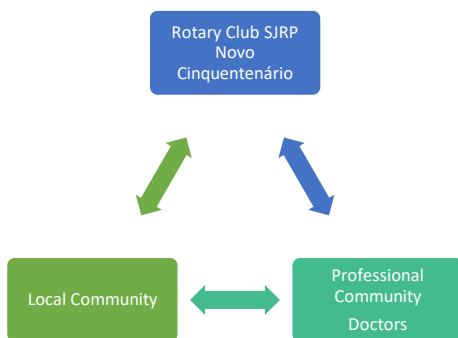 Rotary Club SJRP
Novo
Cinquentenário
Local Community
Professional
Community
Doctors